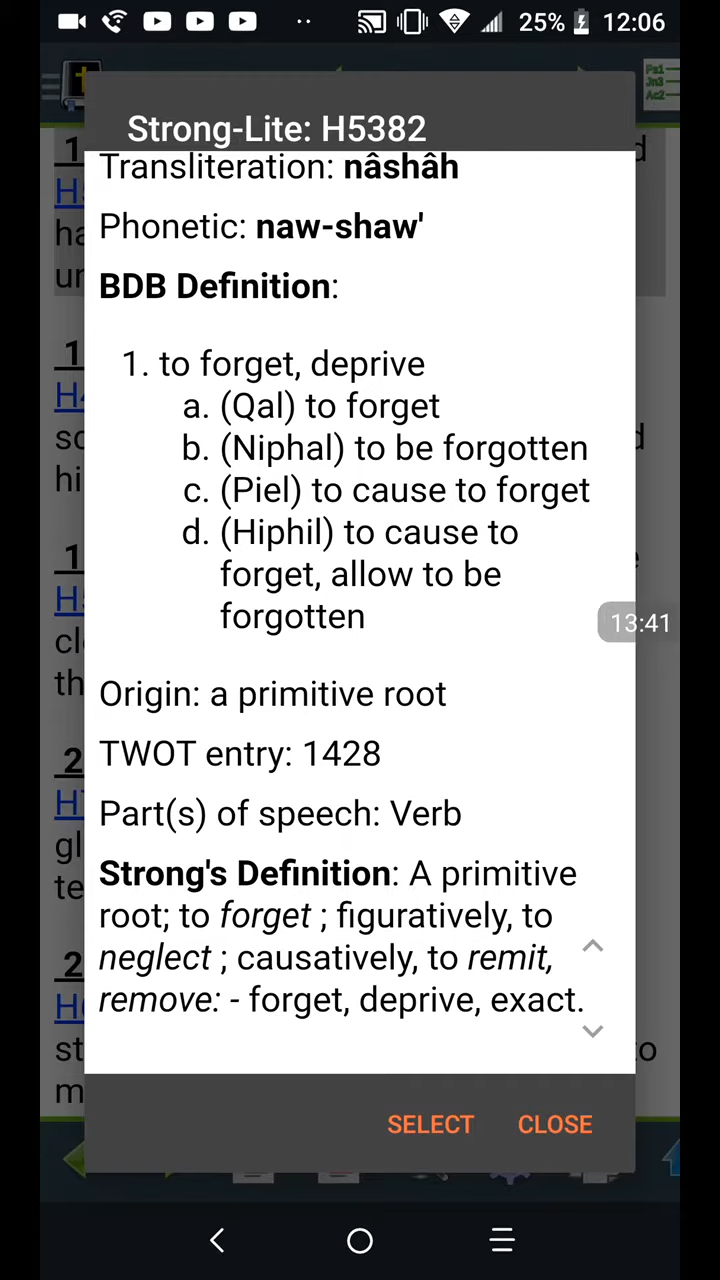 25% 12:06
Ps1
Jn3
Ac2
Strong-Lite: H5382
Transliteration: nâshâh
Phonetic: naw-shaw'
BDB Definition:
1. to forget, deprive
a. (Qal) to forget
b. (Niphal) to be forgotten
c. (Piel) to cause to forget
d. (Hiphil) to cause to
forget, allow to be
forgotten
13:41
Origin: a primitive root
TWOT entry: 1428
Part(s) of speech: Verb
Strong's Definition: A primitive
root; to forget ; figuratively, to
neglect ; causatively, to remit,
remove: - forget, deprive, exact.
SELECT CLOSE